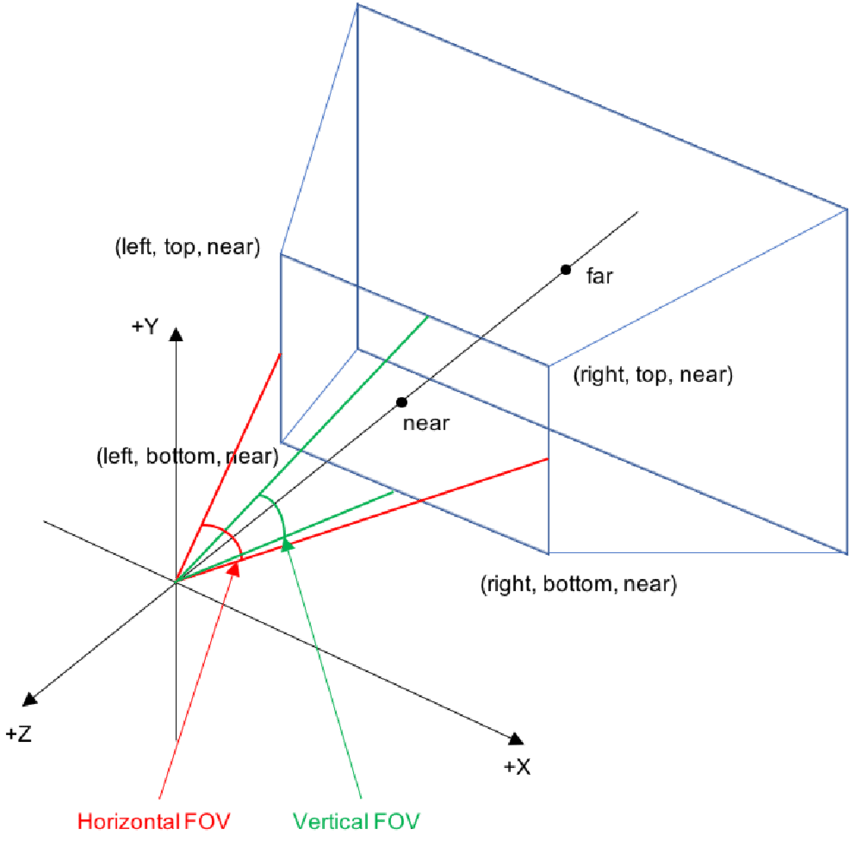 (left, top, near)
far
+Y
(right, top, near)
near
(left, bottom, near)
(right, bottom, near)
+Z
+X
Horizontal FOV
Vertical FOV